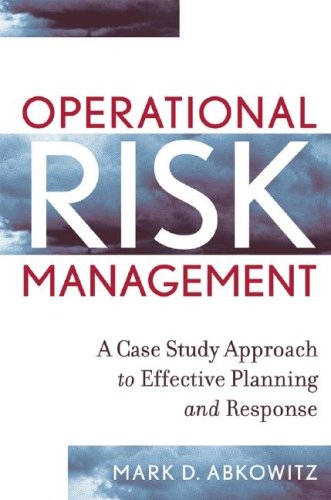 OPERATIONAL
RISK
MANAGEMENT
A Case Study Approach
to Effective Planning
and Response
MARK D. ABKOWITZ